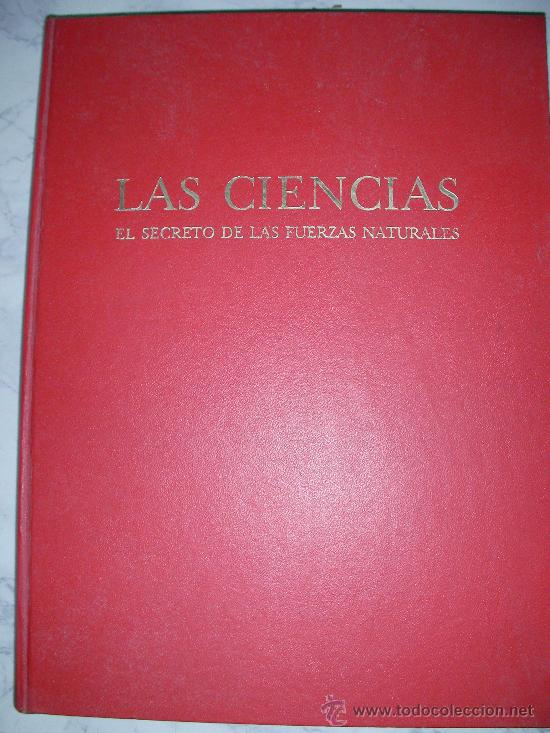 LAS CIENCIAS
EL SECRETO DE LAS FUERZAS NATURALES
www.todocoleccion.net